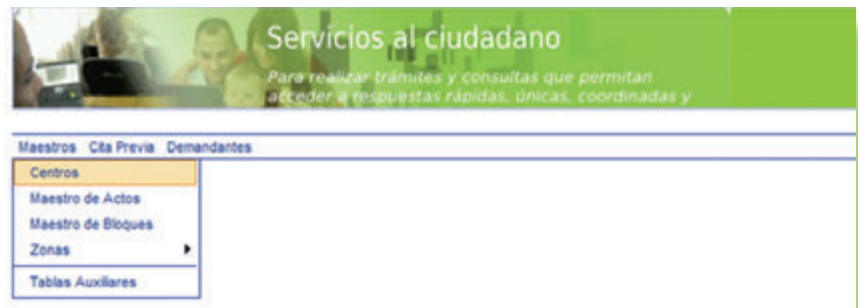 Servicios al ciudadano
Para realizar trámites y consultas que permitan
acceder a respuestas rápidas, únicas, coordinadas y
Maestros Cita Previa Demandantes
Centros
Maestro de Actos
Maestro de Bloques
Zonas
Tablas Auxiliares